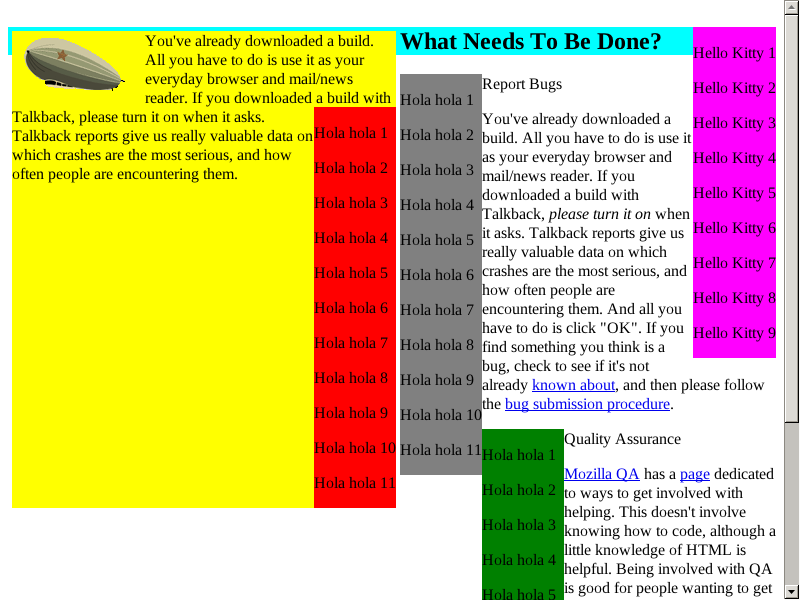 You've already downloaded a build.
All you have to do is use it as your
everyday browser and mail/news
reader. If you downloaded a build with
Talkback, please turn it on when it asks.
Talkback reports give us really valuable data on
which crashes are the most serious, and how
often people are encountering them.
Hola hola 1
Hola hola 2
Hola hola 3
Hola hola 4
Hola hola 5
Hola hola 6
Hola hola 7
Hola hola 8
Hola hola 9
Hola hola 10
Hola hola 11
What Needs To Be Done?
Hola hola 1
Hola hola 2
Hola hola 3
Hola hola 4
Hola hola 5
Hola hola 6
Hola hola 7
Hola hola 8
Hola hola 9
Hola hola 10
Hola hola 11
Hello Kitty 1
Hello Kitty 2
Hello Kitty 3
Hello Kitty 4
Hello Kitty 5
Hello Kitty 6
Hello Kitty 7
Hello Kitty 8
Hello Kitty 9
Report Bugs
You've already downloaded a
build. All you have to do is use it
as your everyday browser and
mail/news reader. If you
downloaded a build with
Talkback, please turn it on when
it asks. Talkback reports give us
really valuable data on which
crashes are the most serious, and
how often people are
encountering them. And all you
have to do is click "OK". If you
find something you think is a
bug, check to see if it's not
already known about, and then please follow
the bug submission procedure.
Hola hola 1
Hola hola 2
Hola hola 3
Hola hola 4
Hola hola 5
Quality Assurance
Mozilla QA has a page dedicated
to ways to get involved with
helping. This doesn't involve
knowing how to code, although a
little knowledge of HTML is
helpful. Being involved with QA
is good for people wanting to get